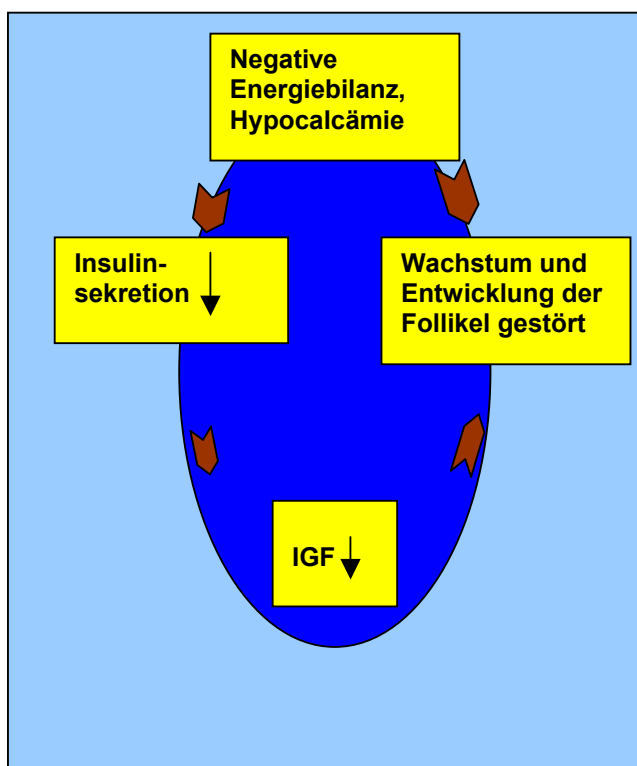 Negative
Energiebilanz,
Hypocalcämie
Insulin-
sekretion
Wachstum und
Entwicklung der
Follikel gestört
IGF